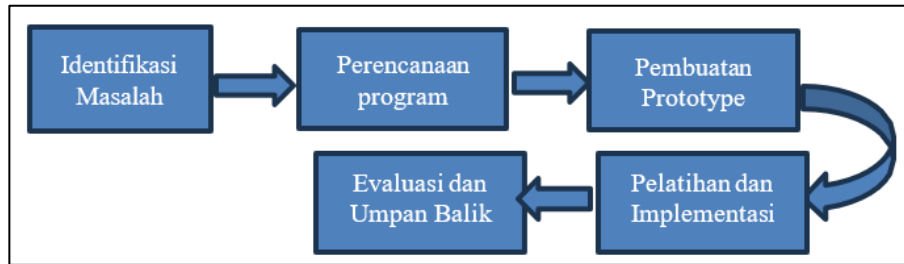 Identifikasi
Masalah
Perencanaan
program
Pembuatan
Prototype
Pelatihan dan
Implementasi
Evaluasi dan
Umpan Balik